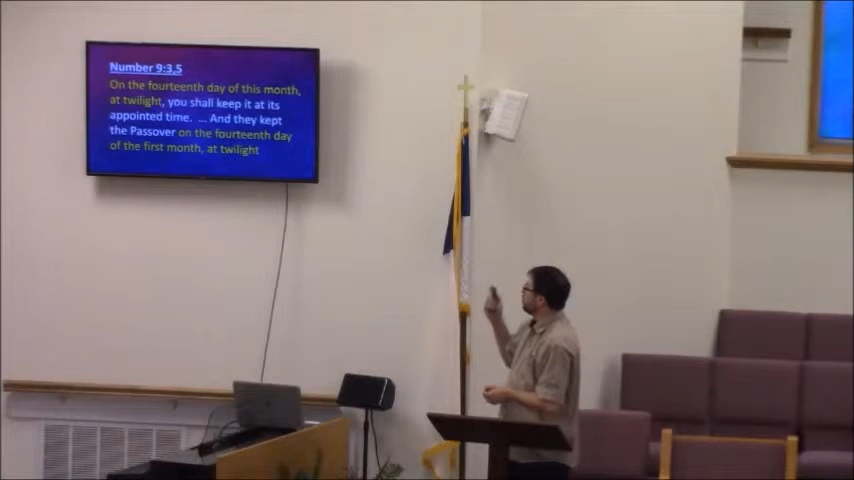 Number 9:3,5
On the fourteenth day of this month,
at twilight, you shall keep it at its
appointed time. ... And they kept
the Passover on the fourteenth day
of the first month, at twilight